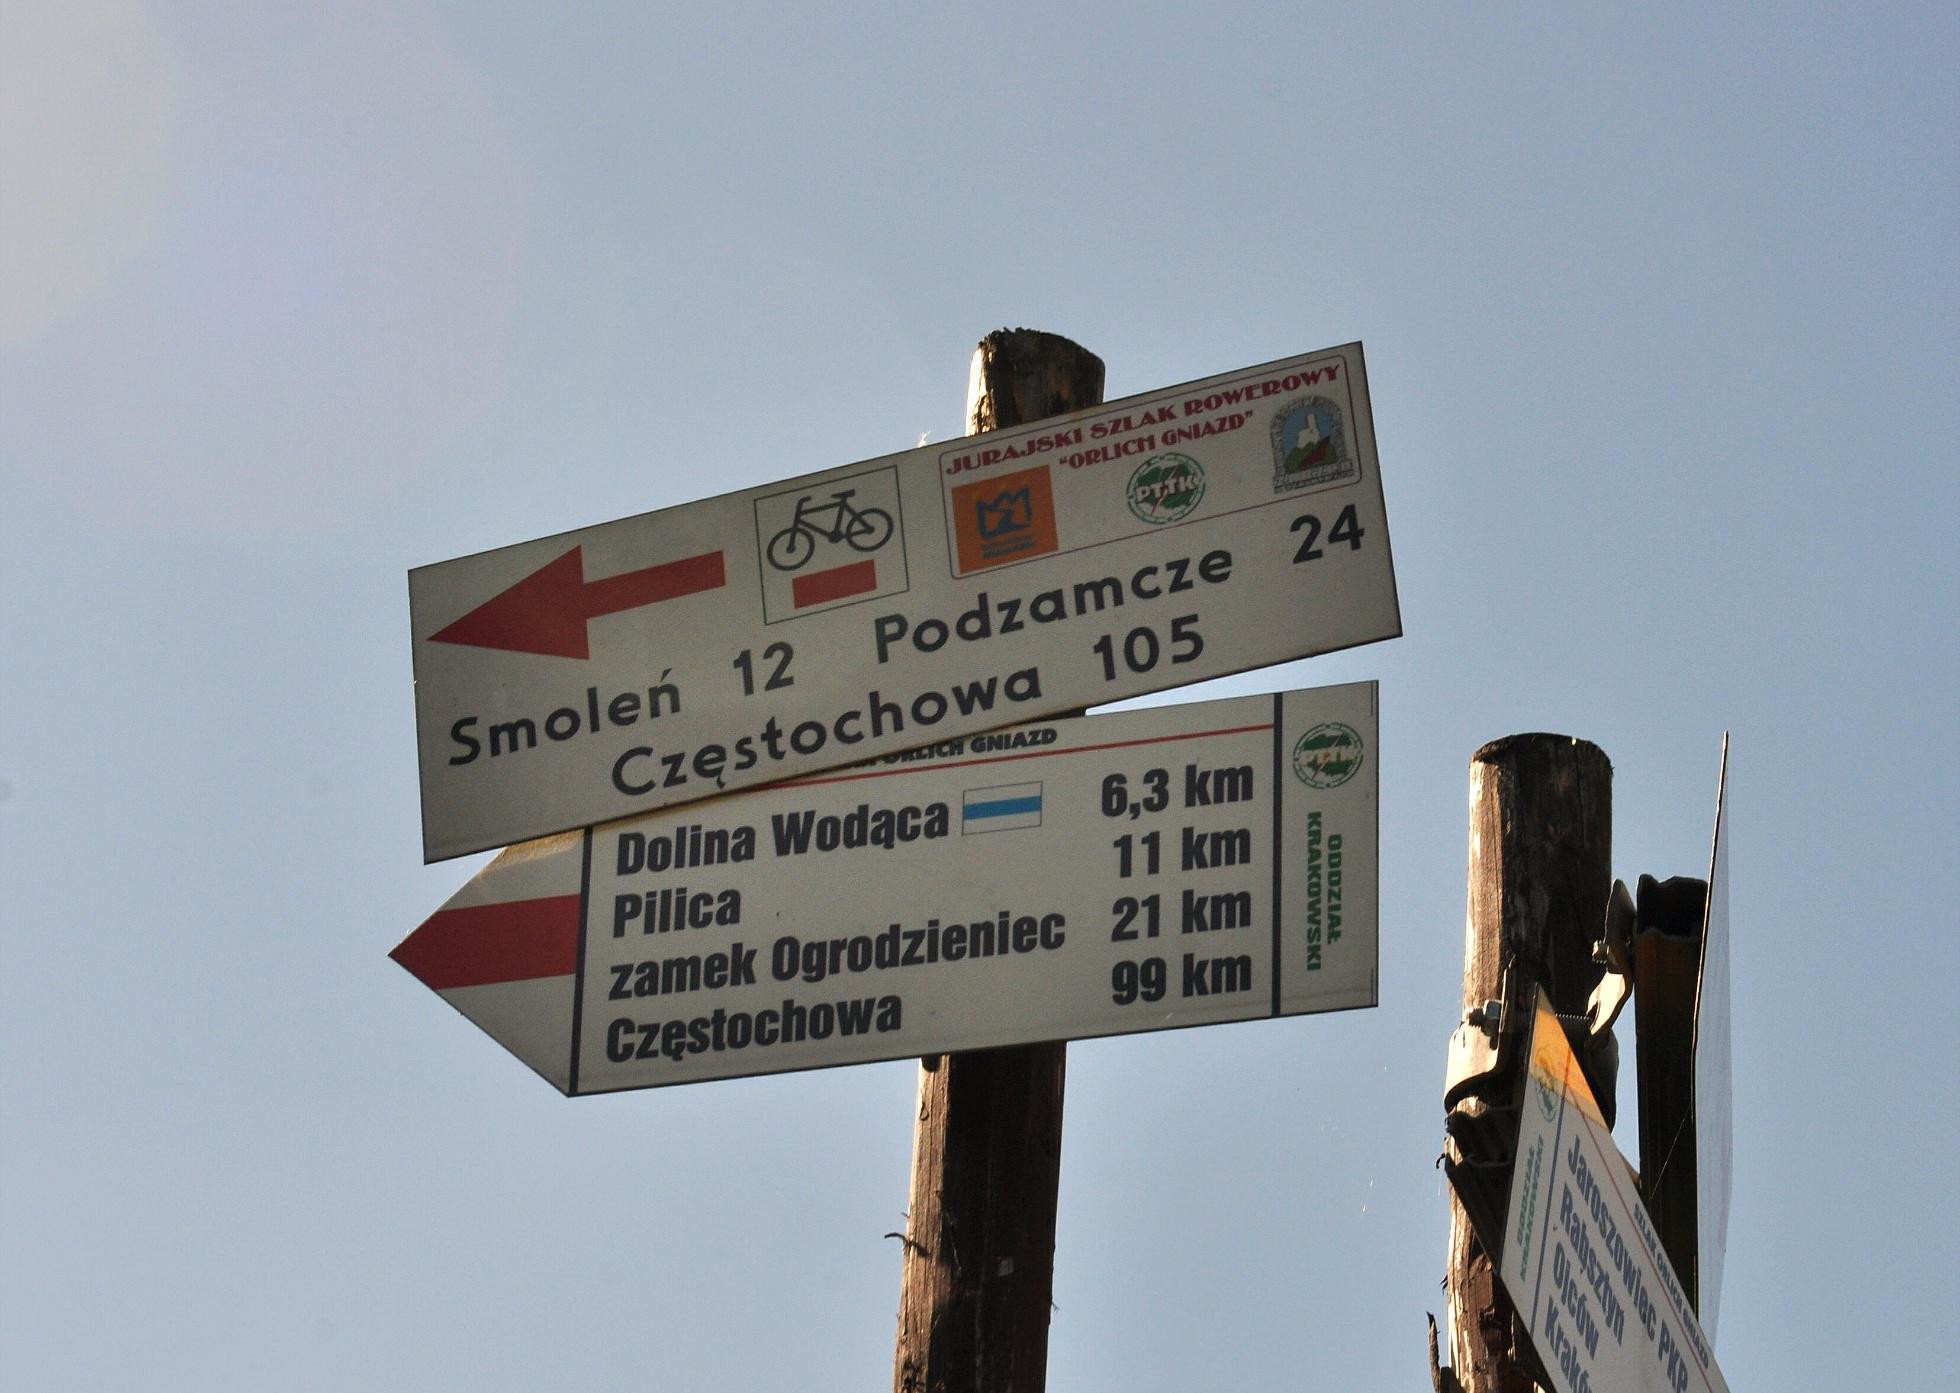 JURAJSKI SZLAK ROWEROWY
"ORLICH GNIAZD"
PTTK
Smoleń 12 Podzamcze 24
Częstochowa 105
ORLICH GNIAZD
Dolina Wodąca 6,3 km
Pilica 11 km
zamek Ogrodzieniec 21 km
Częstochowa 99 km
PTTK
ODDZIAŁ
KRAKOWSKI
SZLAK ORLICH GNIAZD
Jaroszowiec PKP
Rabsztyn
Ojców
ODDZIAŁ
KRAKOWSKI